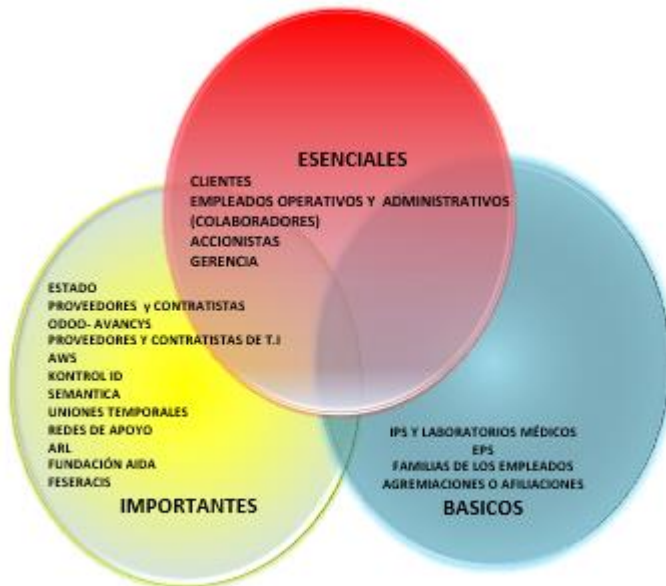 ESENCIALES
CLIENTES
EMPLEADOS OPERATIVOS Y ADMINISTRATIVOS
(COLABORADORES)
ACCIONISTAS
GERENCIA
ESTADO
PROVEEDORES y CONTRATISTAS
ODOO- AVANCYS
PROVEEDORES Y CONTRATISTAS DE T.I
AWS
KONTROL ID
SEMANTICA
UNIONES TEMPORALES
REDES DE APOYO
ARL
FUNDACIÓN AIDA
FESERACIS
IMPORTANTES
IPS Y LABORATORIOS MÉDICOS
EPS
FAMILIAS DE LOS EMPLEADOS
AGREMIACIONES O AFILIACIONES
BASICOS